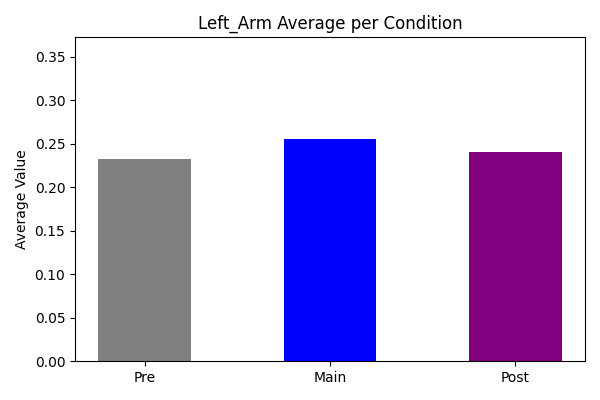 Left_Arm Average per Condition
Average Value
0.35
0.30
0.25
0.20
0.15
0.10
0.05
0.00
Pre
Main
Post